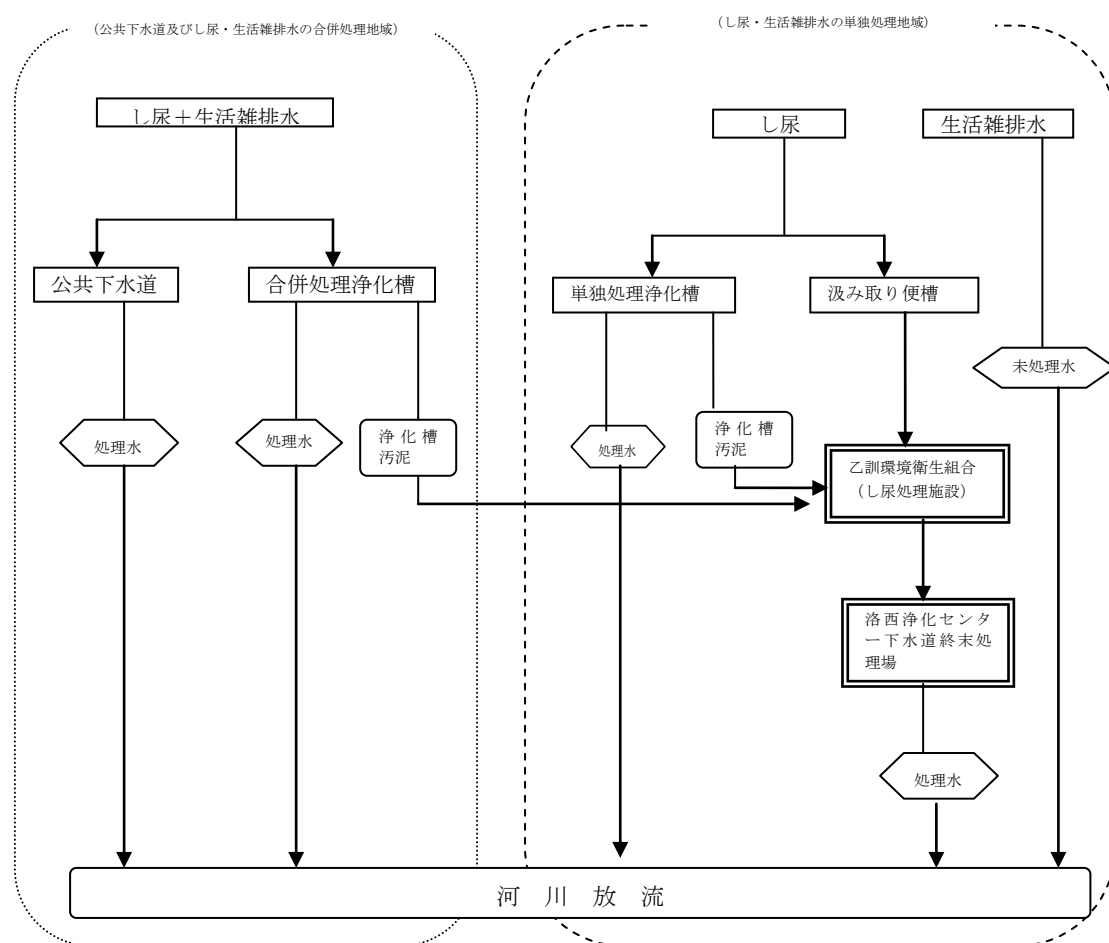 （公共下水道及びし尿・生活雑排水の合併処理地域）
（し尿・生活雑排水の単独処理地域）
し尿＋生活雑排水
し尿
生活雑排水
公共下水道
合併処理浄化槽
単独処理浄化槽
汲み取り便槽
未処理水
処理水
処理水
浄化槽
汚泥
処理水
浄化槽
汚泥
乙訓環境衛生組合
（し尿処理施設）
洛西浄化センタ
ー下水道終末処
理場
処理水
河川放流